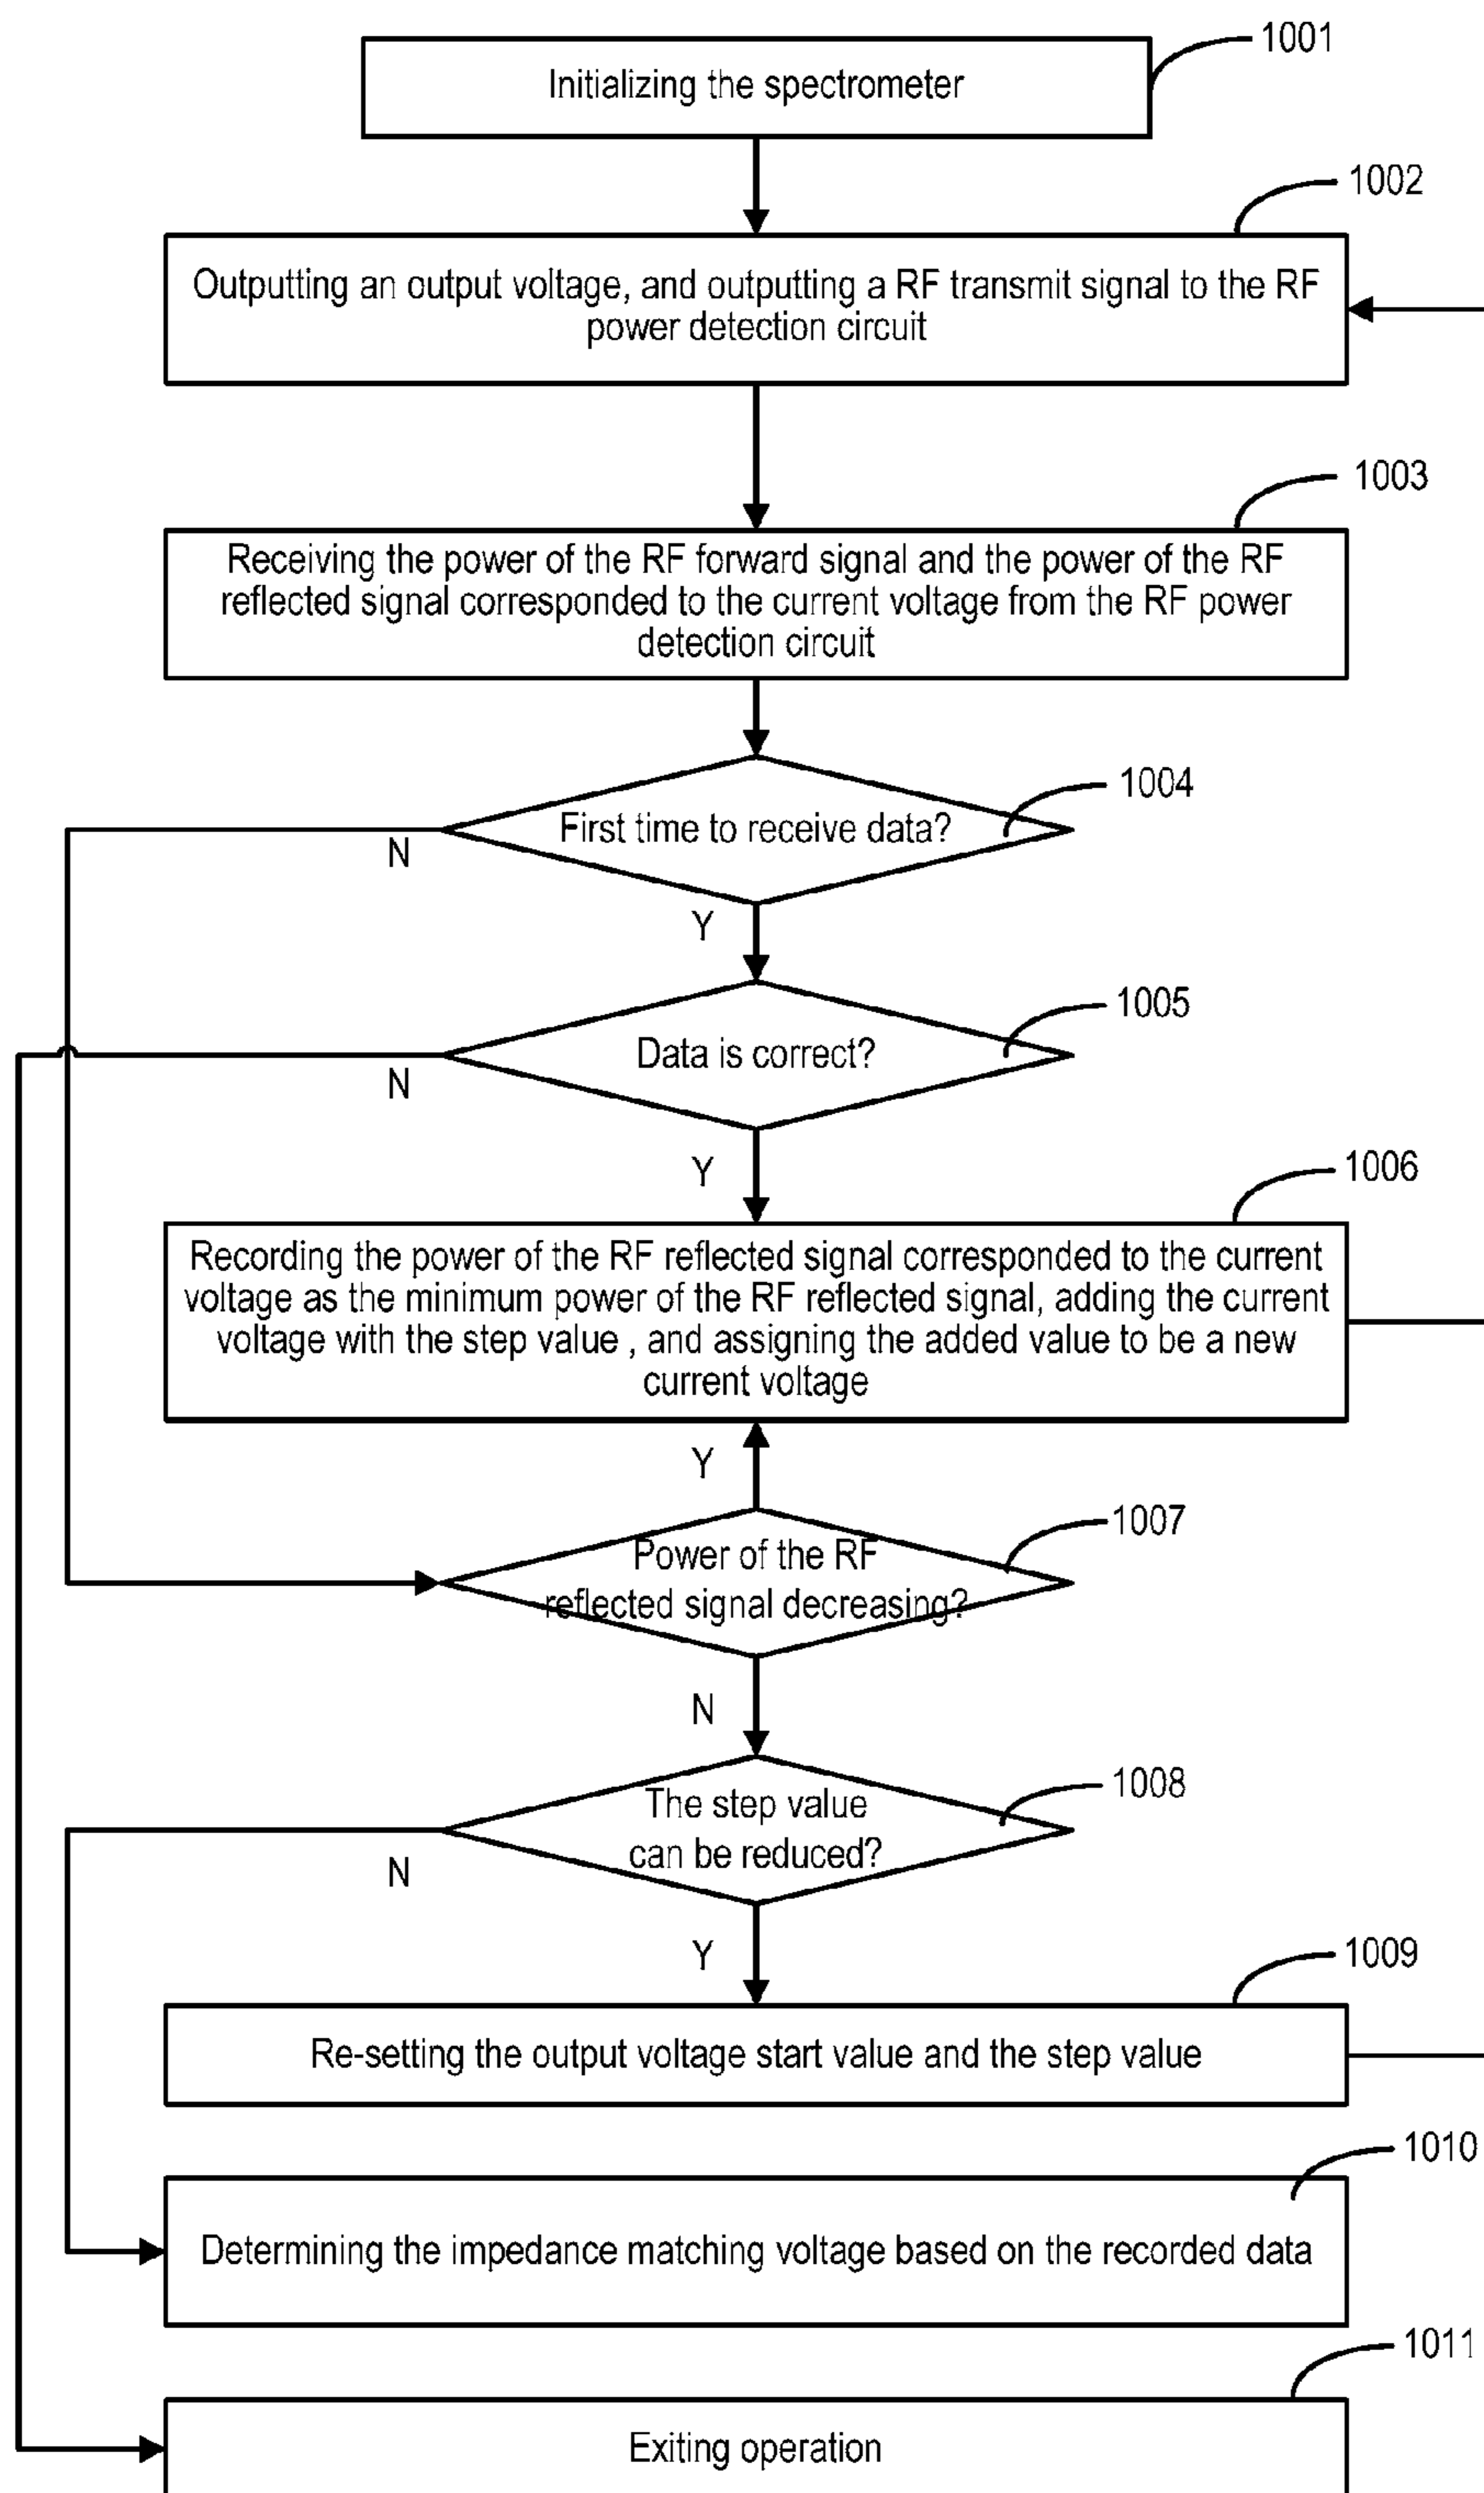 1001
Initializing the spectrometer
1002
Outputting an output voltage, and outputting a RF transmit signal to the RF
power detection circuit
1003
Receiving the power of the RF forward signal and the power of the RF
reflected signal corresponded to the current voltage from the RF power
detection circuit
1004
First time to receive data?
N
Y
1005
Data is correct?
N
Y
1006
Recording the power of the RF reflected signal corresponded to the current
voltage as the minimum power of the RF reflected signal, adding the current
voltage with the step value , and assigning the added value to be a new
current voltage
Y
1007
Power of the RF
reflected signal decreasing?
N
1008
The step value
can be reduced?
N
Y
1009
Re-setting the output voltage start value and the step value
1010
Determining the impedance matching voltage based on the recorded data
1011
Exiting operation